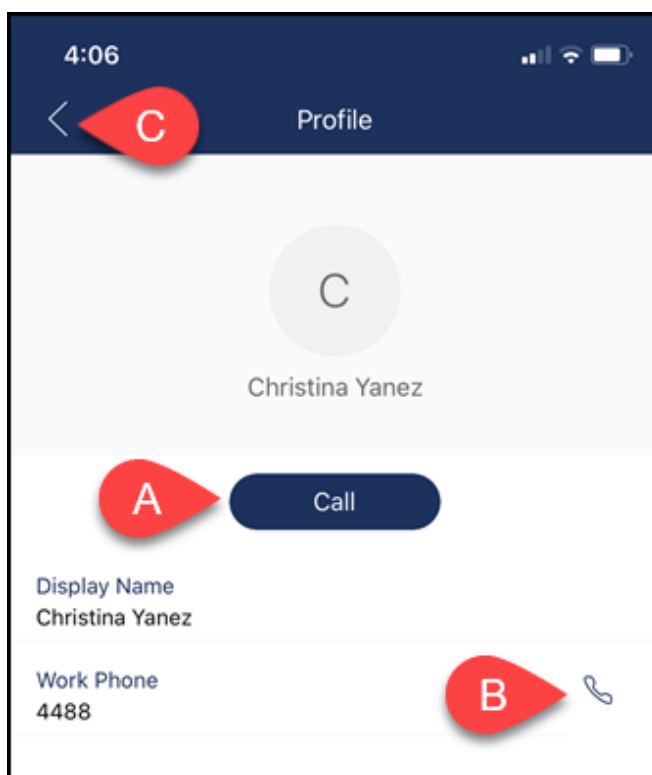 4:06
C Profile
C
Christina Yanez
A Call
Display Name
Christina Yanez
Work Phone
4488
B